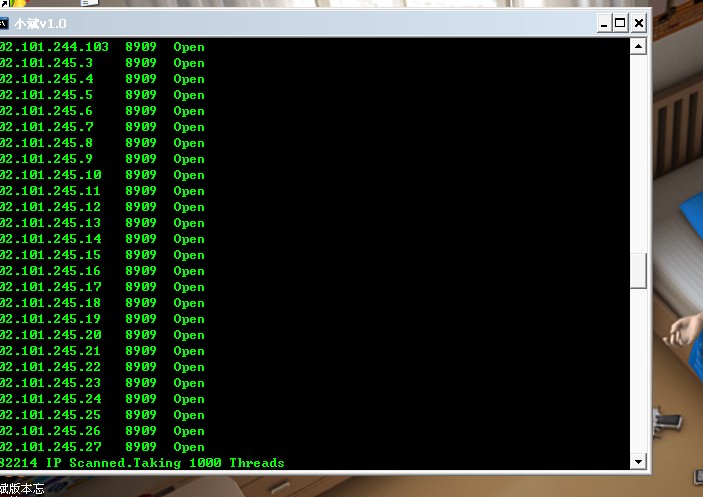 小斌v1.0
02.101.244.103 8909 Open
02.101.245.3 8909 Open
02.101.245.4 8909 Open
02.101.245.5 8909 Open
02.101.245.6 8909 Open
02.101.245.7 8909 Open
02.101.245.8 8909 Open
02.101.245.9 8909 Open
02.101.245.10 8909 Open
02.101.245.11 8909 Open
02.101.245.12 8909 Open
02.101.245.13 8909 Open
02.101.245.14 8909 Open
02.101.245.15 8909 Open
02.101.245.16 8909 Open
02.101.245.17 8909 Open
02.101.245.18 8909 Open
02.101.245.19 8909 Open
02.101.245.20 8909 Open
02.101.245.21 8909 Open
02.101.245.22 8909 Open
02.101.245.23 8909 Open
02.101.245.24 8909 Open
02.101.245.25 8909 Open
02.101.245.26 8909 Open
02.101.245.27 8909 Open
82214 IP Scanned.Taking 1000 Threads
斌版本忘